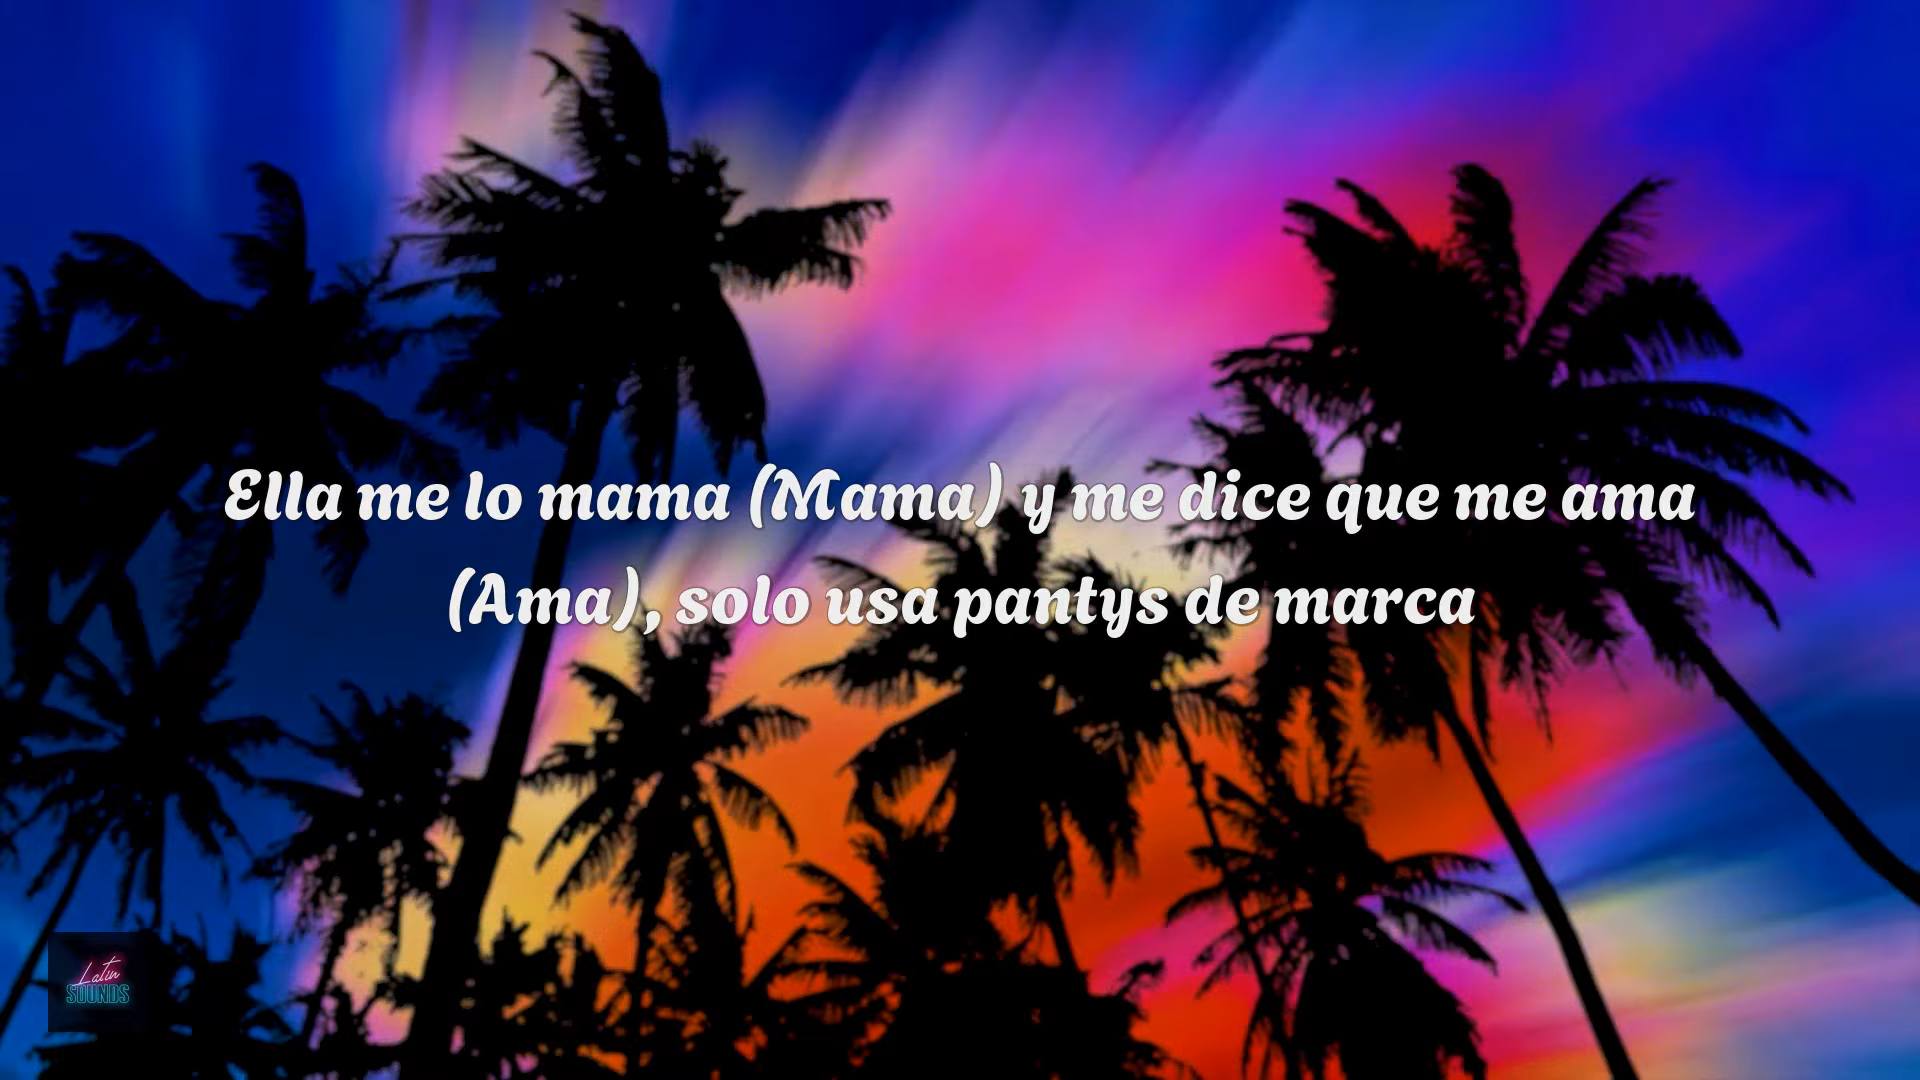 Ella me lo mama (Mama) y me dice que me ama
(Ama), solo usa pantys de marca
Latin
SOUNDS